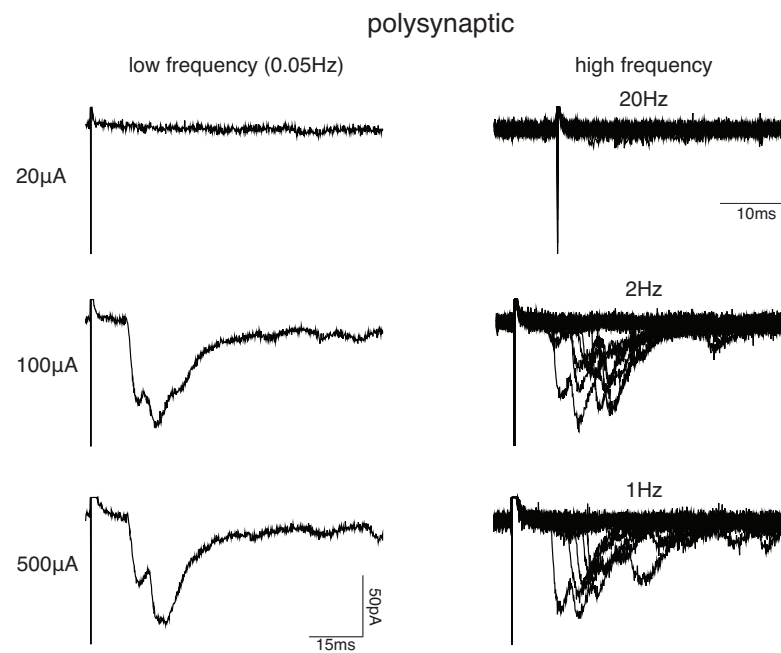 polysynaptic
low frequency (0.05Hz)
high frequency
20Hz
20µA
10ms
2Hz
100µA
1Hz
500µA
50pA
15ms